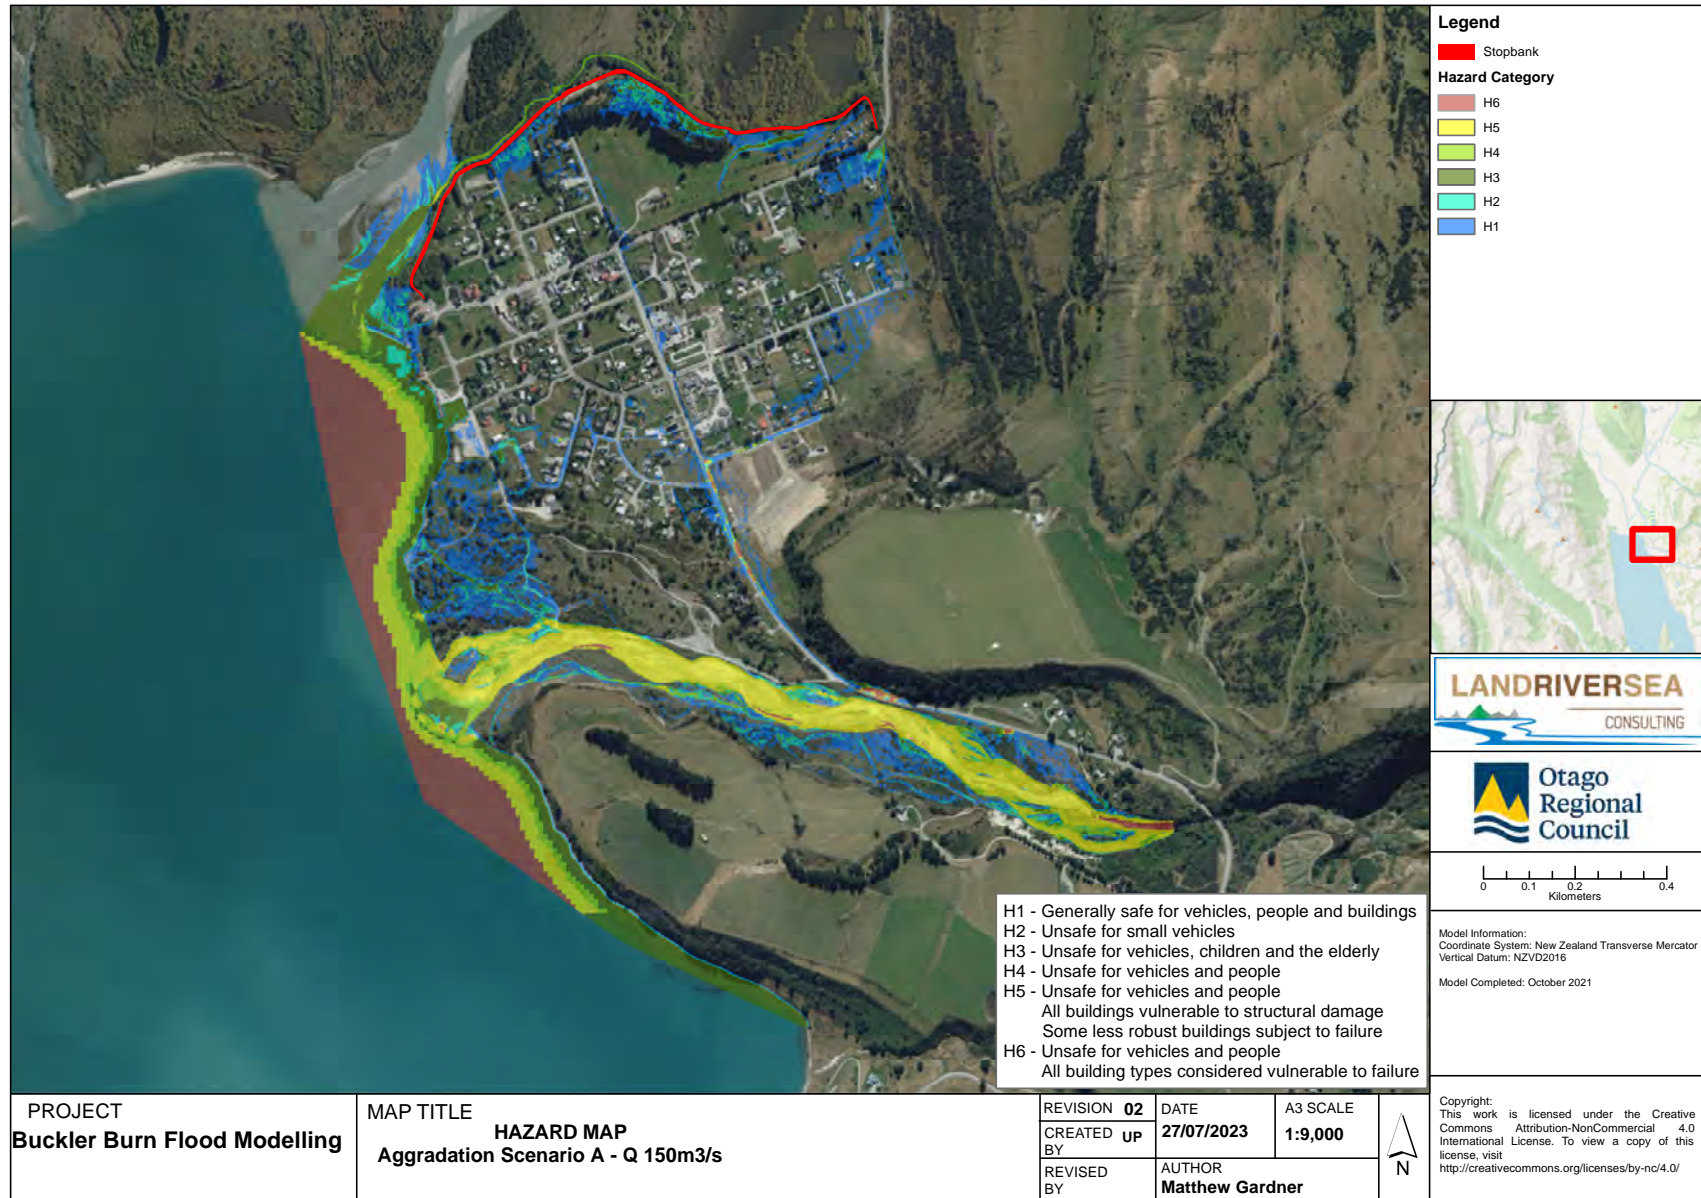 Legend
Stopbank
Hazard Category
H6
H5
H4
H3
H2
H1
LANDRIVERSEA
CONSULTING
Otago
Regional
Council
0 0.1 0.2 0.4
Kilometers
Model Information:
Coordinate System: New Zealand Transverse Mercator
Vertical Datum: NZVD2016
Model Completed: October 2021
Copyright:
This work is licensed under the Creative
Commons Attribution-NonCommercial 4.0
International License. To view a copy of this
license, visit
http://creativecommons.org/licenses/by-nc/4.0/
H1 - Generally safe for vehicles, people and buildings
H2 - Unsafe for small vehicles
H3 - Unsafe for vehicles, children and the elderly
H4 - Unsafe for vehicles and people
H5 - Unsafe for vehicles and people
All buildings vulnerable to structural damage
Some less robust buildings subject to failure
H6 - Unsafe for vehicles and people
All building types considered vulnerable to failure
PROJECT
Buckler Burn Flood Modelling
MAP TITLE
HAZARD MAP
Aggradation Scenario A - Q 150m3/s
REVISION 02
CREATED BY UP
REVISED BY
DATE
27/07/2023
A3 SCALE
1:9,000
AUTHOR
Matthew Gardner
N